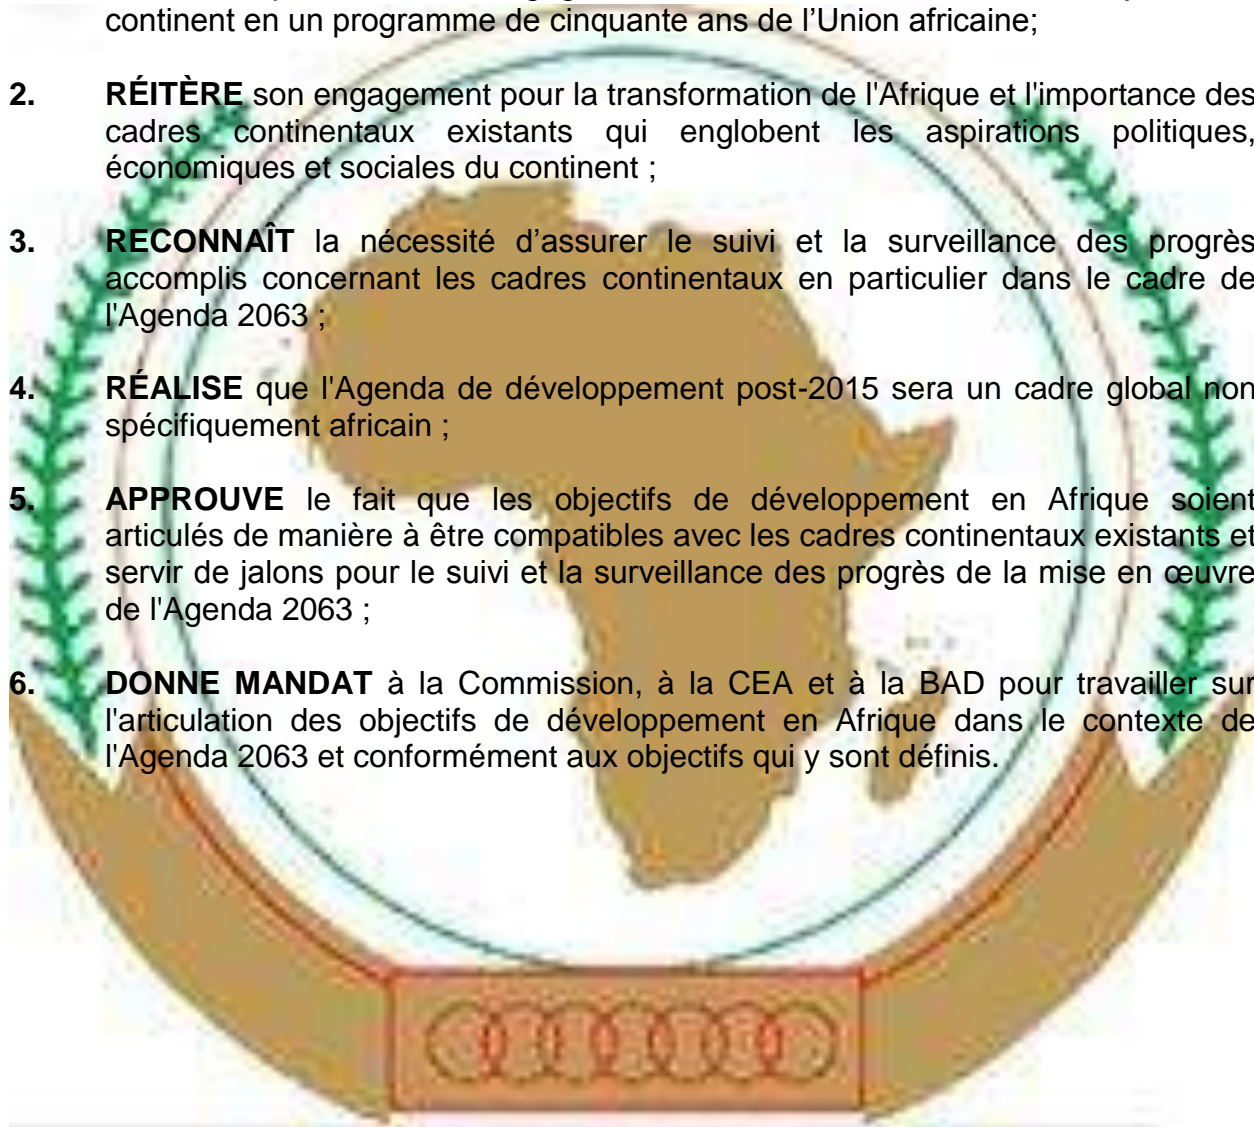 continent en un programme de cinquante ans de l’Union africaine;
2. RÉITÈRE son engagement pour la transformation de l'Afrique et l'importance des
cadres continentaux existants qui englobent les aspirations politiques,
économiques et sociales du continent ;
3. RECONNAÎT la nécessité d’assurer le suivi et la surveillance des progrès
accomplis concernant les cadres continentaux en particulier dans le cadre de
l'Agenda 2063 ;
4. RÉALISE que l'Agenda de développement post-2015 sera un cadre global non
spécifiquement africain ;
5. APPROUVE le fait que les objectifs de développement en Afrique soient
articulés de manière à être compatibles avec les cadres continentaux existants et
servir de jalons pour le suivi et la surveillance des progrès de la mise en œuvre
de l'Agenda 2063 ;
6. DONNE MANDAT à la Commission, à la CEA et à la BAD pour travailler sur
l'articulation des objectifs de développement en Afrique dans le contexte de
l'Agenda 2063 et conformément aux objectifs qui y sont définis.